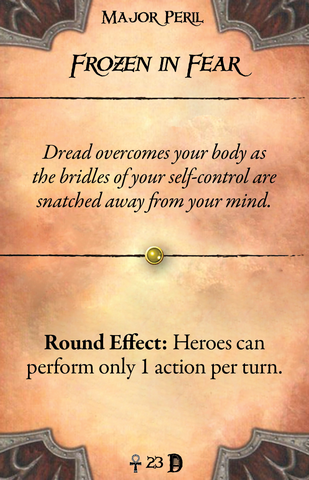 Major Peril
Frozen in Fear
Dread overcomes your body as
the bridles of your self-control are
snatched away from your mind.
Round Effect: Heroes can
perform only 1 action per turn.
☥ 23 D